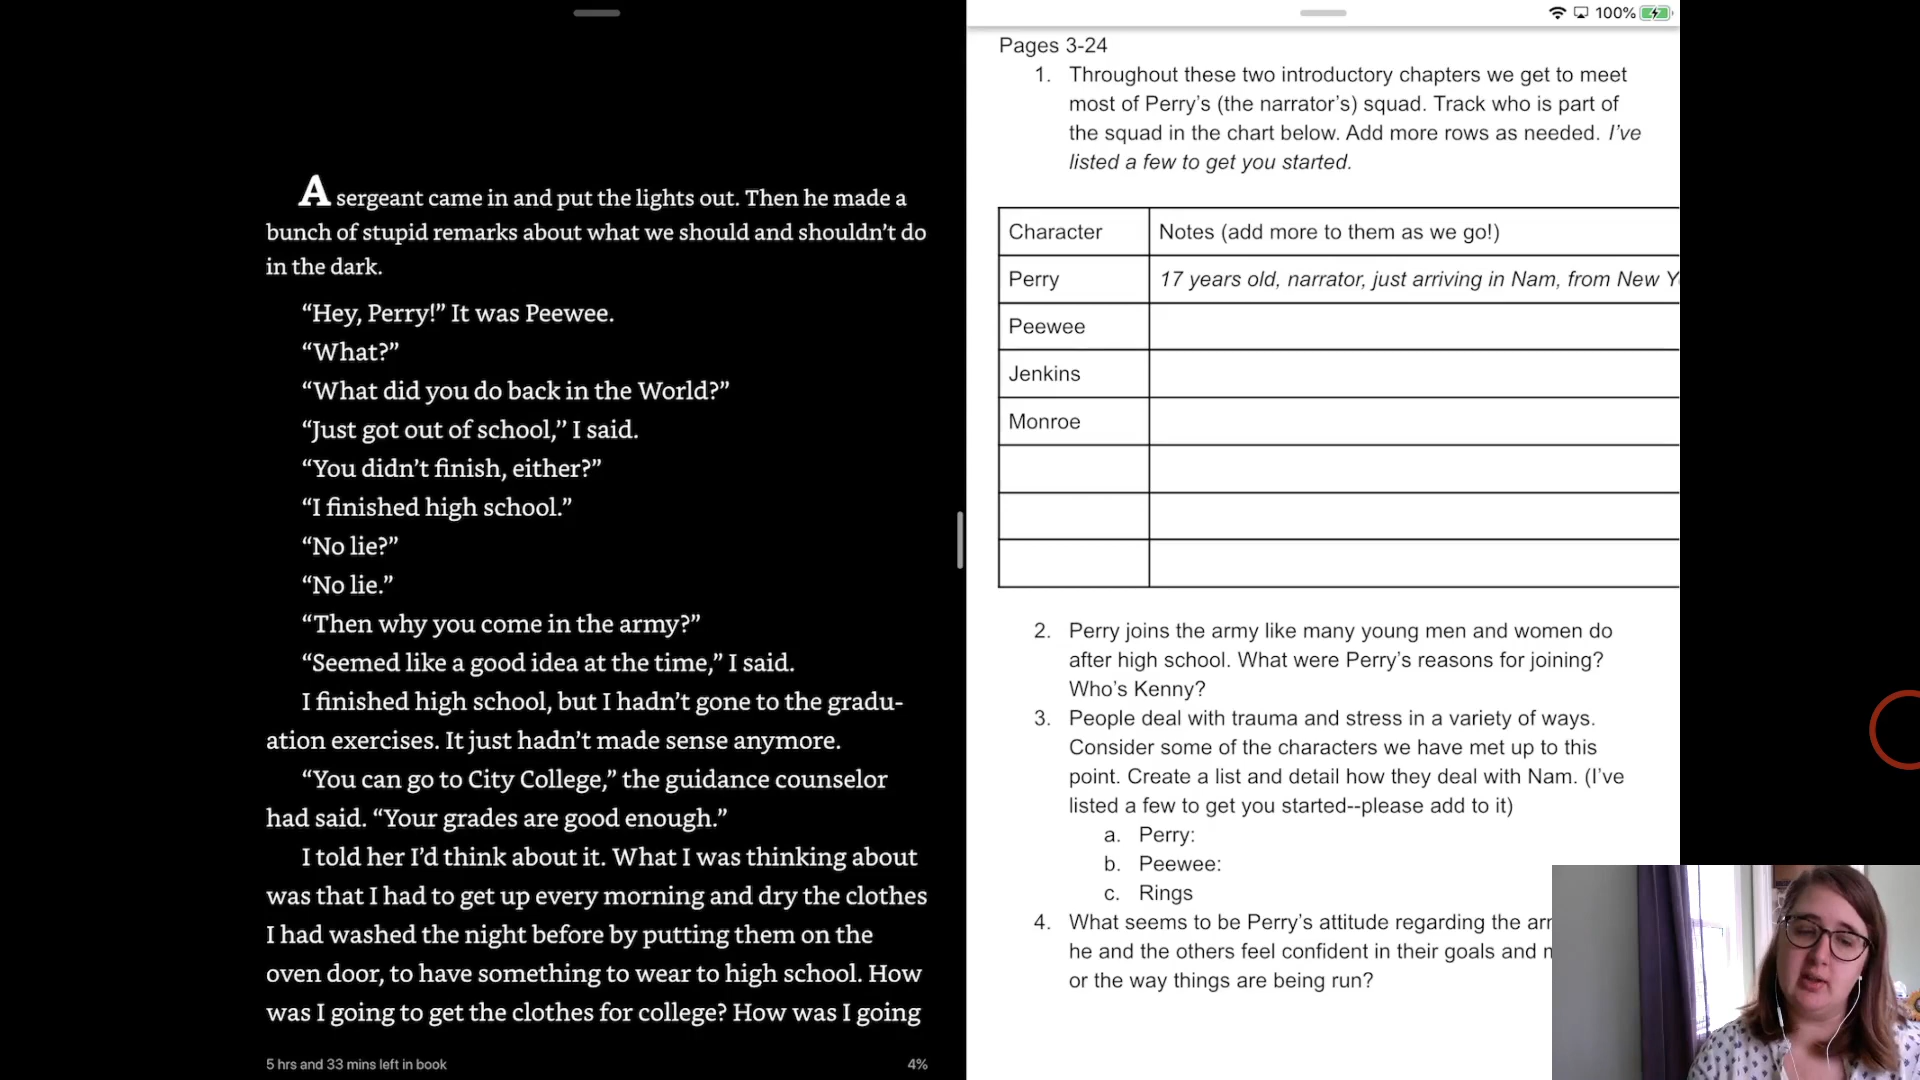 A sergeant came in and put the lights out. Then he made a
bunch of stupid remarks about what we should and shouldn’t do
in the dark.
“Hey, Perry!” It was Peewee.
“What?”
“What did you do back in the World?”
“Just got out of school,” I said.
“You didn’t finish, either?”
“I finished high school.”
“No lie?”
“No lie.”
“Then why you come in the army?”
“Seemed like a good idea at the time,” I said.
I finished high school, but I hadn’t gone to the gradu-
ation exercises. It just hadn’t made sense anymore.
“You can go to City College,” the guidance counselor
had said. “Your grades are good enough.”
I told her I’d think about it. What I was thinking about
was that I had to get up every morning and dry the clothes
I had washed the night before by putting them on the
oven door, to have something to wear to high school. How
was I going to get the clothes for college? How was I going
5 hrs and 33 mins left in book
4%
100%
Pages 3-24
1. Throughout these two introductory chapters we get to meet
most of Perry’s (the narrator’s) squad. Track who is part of
the squad in the chart below. Add more rows as needed. I’ve
listed a few to get you started.
Character Notes (add more to them as we go!)
Perry 17 years old, narrator, just arriving in Nam, from New Y
Peewee
Jenkins
Monroe
2. Perry joins the army like many young men and women do
after high school. What were Perry’s reasons for joining?
Who’s Kenny?
3. People deal with trauma and stress in a variety of ways.
Consider some of the characters we have met up to this
point. Create a list and detail how they deal with Nam. (I’ve
listed a few to get you started--please add to it)
a. Perry:
b. Peewee:
c. Rings
4. What seems to be Perry’s attitude regarding the
he and the others feel confident in their goals and
or the way things are being run?